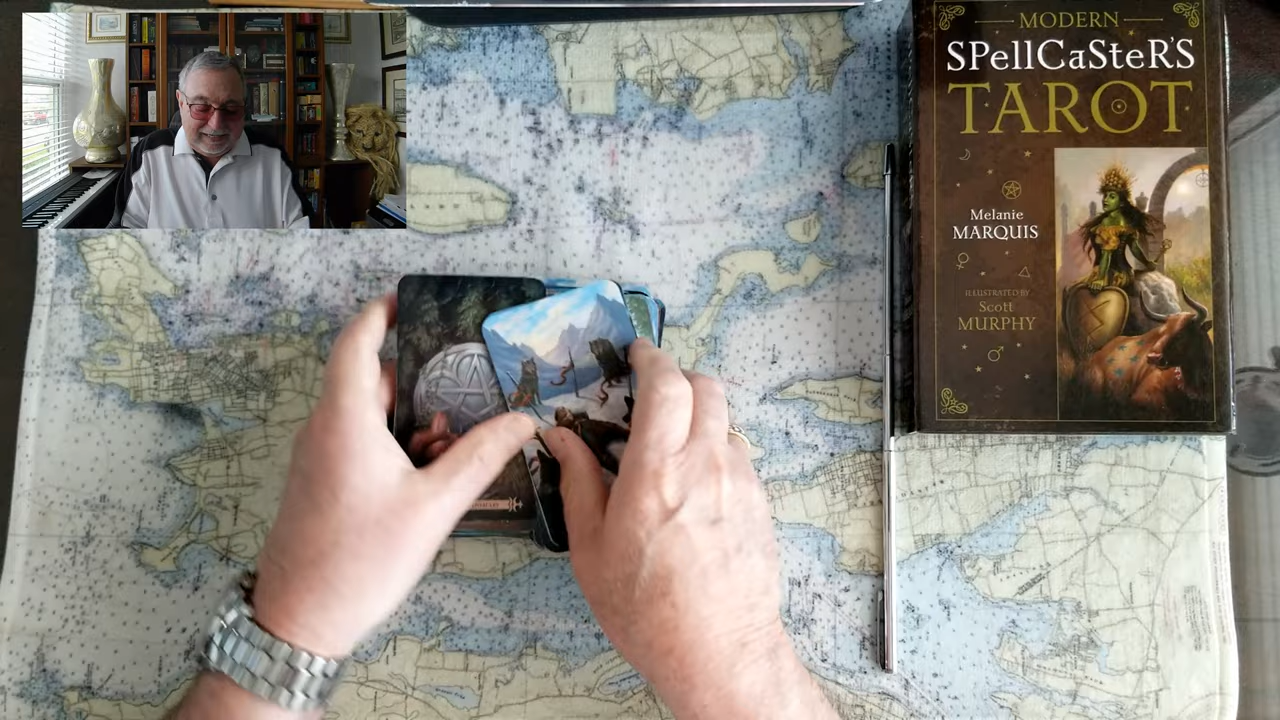 MODERN
SPellCaSteR'S
TAROT
Melanie
MARQUIS
ILLUSTRATED BY
Scott
MURPHY